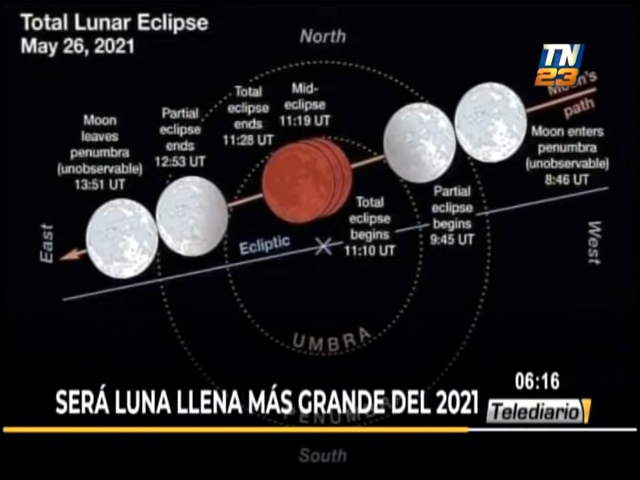 Total Lunar Eclipse
May 26, 2021
North
TN
23
Moon's
path
Moon enters
penumbra
(unobservable)
8:46 UT
Partial
eclipse
begins
9:45 UT
Total
eclipse
begins
11:10 UT
Mid-
eclipse
11:19 UT
Total
eclipse
ends
11:28 UT
Partial
eclipse
ends
12:53 UT
Moon
leaves
penumbra
(unobservable)
13:51 UT
East
West
Ecliptic
UMBRA
PENUMBRA
SERÁ LUNA LLENA MÁS GRANDE DEL 2021
06:16
Telediario
South